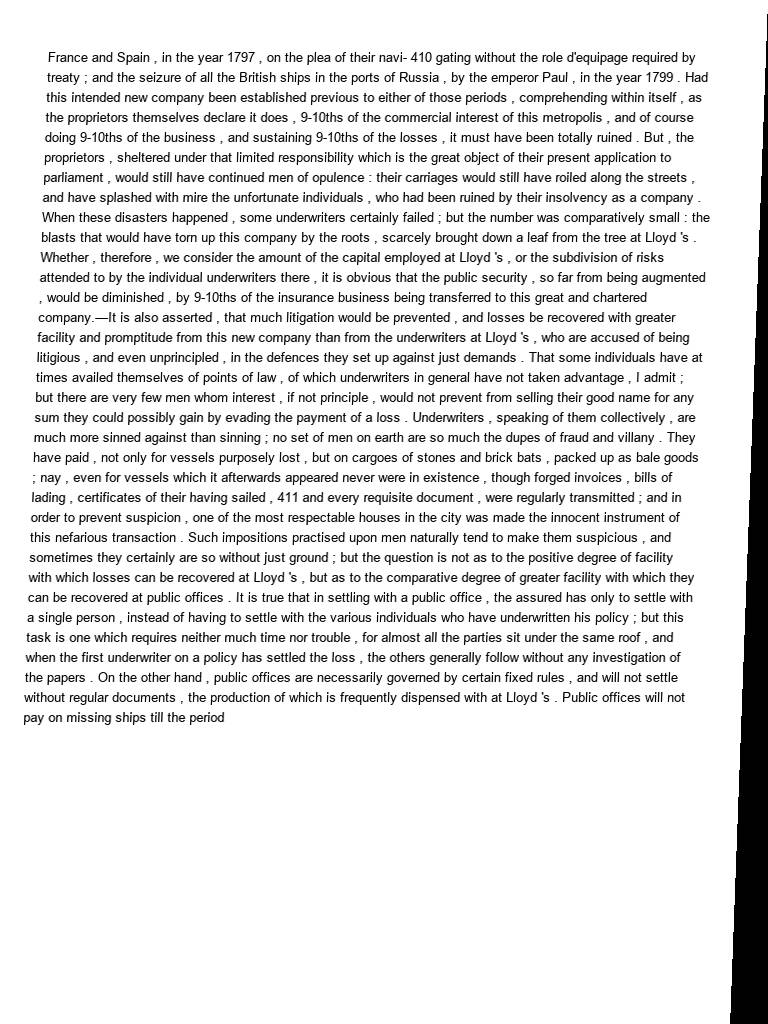 France and Spain , in the year 1797 , on the plea of their navi- 410 gating without the role d'equipage required by
treaty ; and the seizure of all the British ships in the ports of Russia , by the emperor Paul , in the year 1799 . Had
this intended new company been established previous to either of those periods , comprehending within itself , as
the proprietors themselves declare it does , 9-10ths of the commercial interest of this metropolis , and of course
doing 9-10ths of the business , and sustaining 9-10ths of the losses , it must have been totally ruined . But , the
proprietors , sheltered under that limited responsibility which is the great object of their present application to
parliament , would still have continued men of opulence : their carriages would still have roiled along the streets ,
and have splashed with mire the unfortunate individuals , who had been ruined by their insolvency as a company .
When these disasters happened , some underwriters certainly failed ; but the number was comparatively small : the
blasts that would have torn up this company by the roots , scarcely brought down a leaf from the tree at Lloyd 's .
Whether , therefore , we consider the amount of the capital employed at Lloyd 's , or the subdivision of risks
attended to by the individual underwriters there , it is obvious that the public security , so far from being augmented
, would be diminished , by 9-10ths of the insurance business being transferred to this great and chartered
company.—It is also asserted , that much litigation would be prevented , and losses be recovered with greater
facility and promptitude from this new company than from the underwriters at Lloyd 's , who are accused of being
litigious , and even unprincipled , in the defences they set up against just demands . That some individuals have at
times availed themselves of points of law , of which underwriters in general have not taken advantage , I admit ;
but there are very few men whom interest , if not principle , would not prevent from selling their good name for any
sum they could possibly gain by evading the payment of a loss . Underwriters , speaking of them collectively , are
much more sinned against than sinning ; no set of men on earth are so much the dupes of fraud and villany . They
have paid , not only for vessels purposely lost , but on cargoes of stones and brick bats , packed up as bale goods
; nay , even for vessels which it afterwards appeared never were in existence , though forged invoices , bills of
lading , certificates of their having sailed , 411 and every requisite document , were regularly transmitted ; and in
order to prevent suspicion , one of the most respectable houses in the city was made the innocent instrument of
this nefarious transaction . Such impositions practised upon men naturally tend to make them suspicious , and
sometimes they certainly are so without just ground ; but the question is not as to the positive degree of facility
with which losses can be recovered at Lloyd 's , but as to the comparative degree of greater facility with which they
can be recovered at public offices . It is true that in settling with a public office , the assured has only to settle with
a single person , instead of having to settle with the various individuals who have underwritten his policy ; but this
task is one which requires neither much time nor trouble , for almost all the parties sit under the same roof , and
when the first underwriter on a policy has settled the loss , the others generally follow without any investigation of
the papers . On the other hand , public offices are necessarily governed by certain fixed rules , and will not settle
without regular documents , the production of which is frequently dispensed with at Lloyd 's . Public offices will not
pay on missing ships till the period